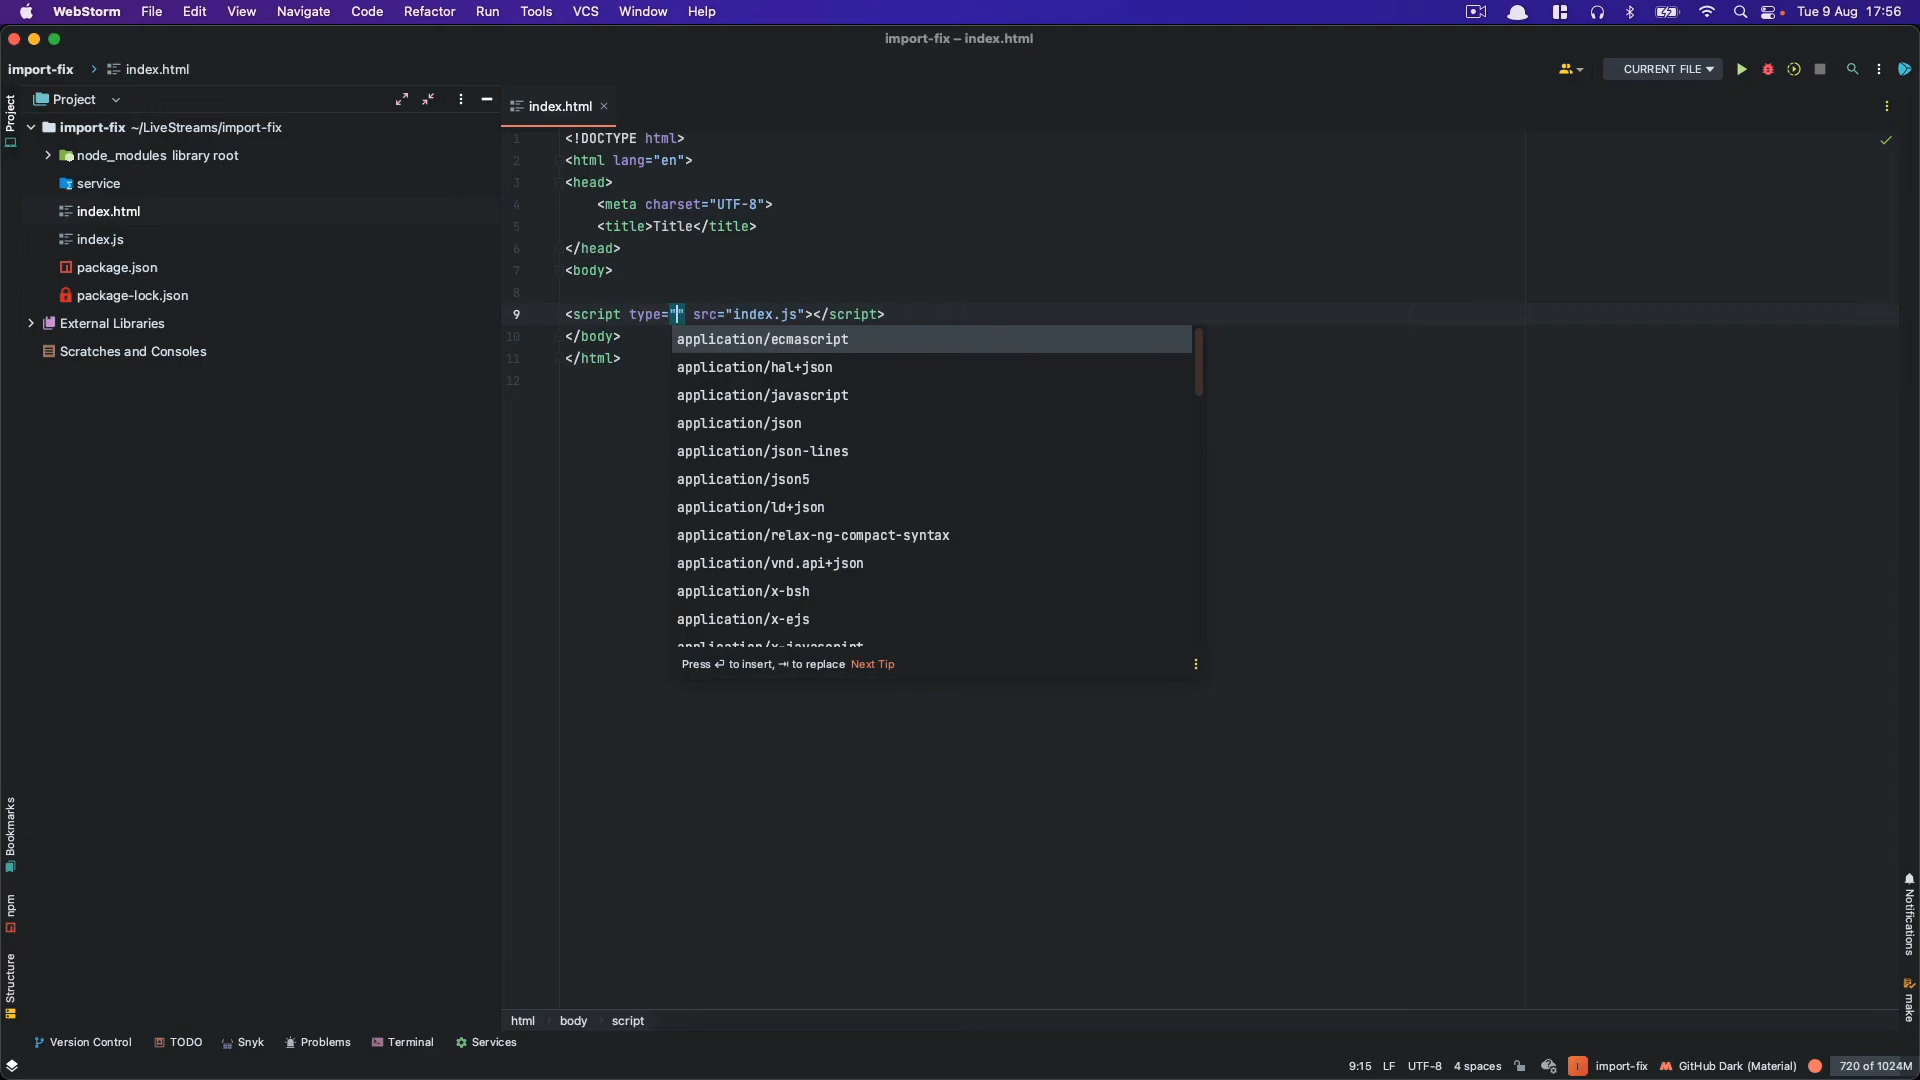 WebStorm File Edit View Navigate Code Refactor Run Tools VCS Window Help Tue 9 Aug 17:56
import-fix – index.html
import-fix index.html CURRENT FILE
Project
Project
index.html
import-fix ~/LiveStreams/import-fix
node_modules library root
service
index.html
index.js
package.json
package-lock.json
External Libraries
Scratches and Consoles
1 <!DOCTYPE html>
2 <html lang="en">
3 <head>
4 <meta charset="UTF-8">
5 <title>Title</title>
6 </head>
7 <body>
8
9 <script type="" src="index.js"></script>
10 </body>
11 </html>
12
application/ecmascript
application/hal+json
application/javascript
application/json
application/json-lines
application/json5
application/ld+json
application/relax-ng-compact-syntax
application/vnd.api+json
application/x-bsh
application/x-ejs
application/x-javascript
Press ↵ to insert, ⇥ to replace Next Tip
Bookmarks
npm
Structure
Notifications
make
html body script
Version Control TODO Snyk Problems Terminal Services
9:15 LF UTF-8 4 spaces import-fix GitHub Dark (Material) 720 of 1024M